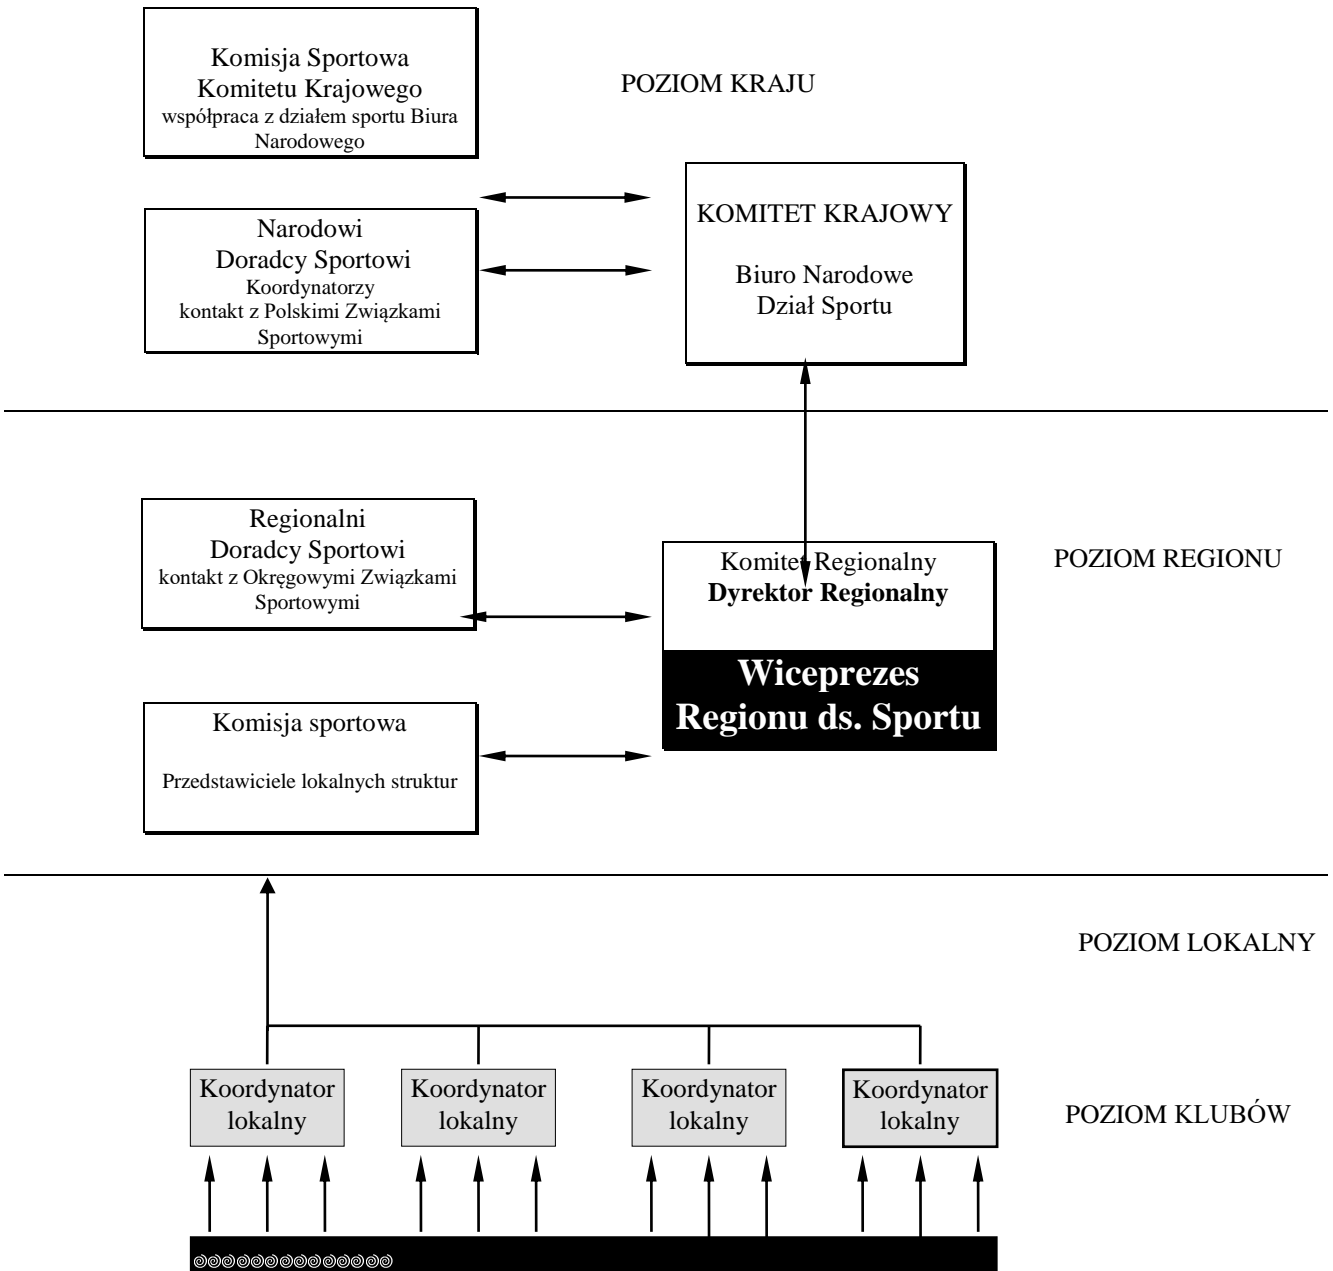 Komisja Sportowa
Komitetu Krajowego
współpraca z działem sportu Biura
Narodowego
POZIOM KRAJU
Narodowi
Doradcy Sportowi
Koordynatorzy
kontakt z Polskimi Związkami
Sportowymi
KOMITET KRAJOWY
Biuro Narodowe
Dział Sportu
Regionalni
Doradcy Sportowi
kontakt z Okręgowymi Związkami
Sportowymi
Komitet Regionalny
Dyrektor Regionalny
Wiceprezes
Regionu ds. Sportu
POZIOM REGIONU
Komisja sportowa
Przedstawiciele lokalnych struktur
POZIOM LOKALNY
Koordynator
lokalny
Koordynator
lokalny
Koordynator
lokalny
Koordynator
lokalny
POZIOM KLUBÓW